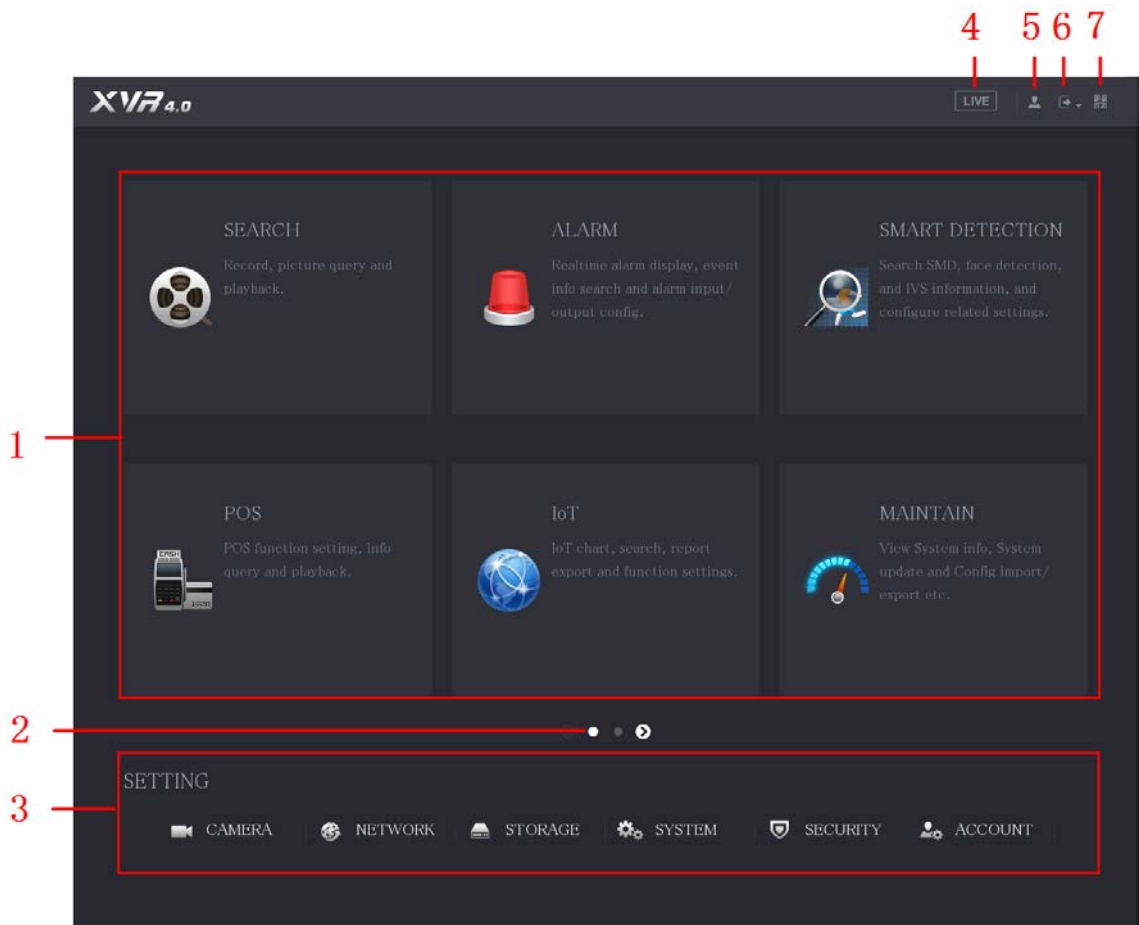 4 5 6 7
XVR 4.0
LIVE
SEARCH
Record, picture query and
playback.
ALARM
Realtime alarm display, event
info search and alarm input/
output config.
SMART DETECTION
Search SMD, face detection,
and IVS information, and
configure related settings.
1
POS
POS function setting, info
query and playback.
CASH
IoT
IoT chart, search, report
export and function settings.
MAINTAIN
View System info, System
update and Config import/
export etc.
2
SETTING
3
CAMERA NETWORK STORAGE SYSTEM SECURITY ACCOUNT